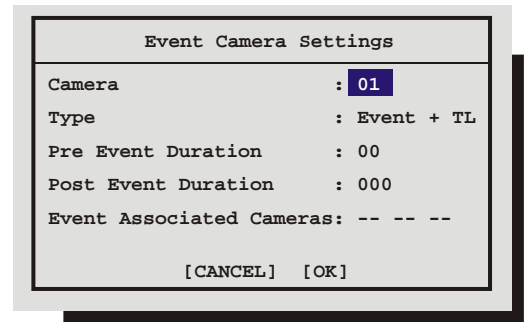 Event Camera Settings
Camera : 01
Type : Event + TL
Pre Event Duration : 00
Post Event Duration : 000
Event Associated Cameras: -- -- --
[CANCEL] [OK]